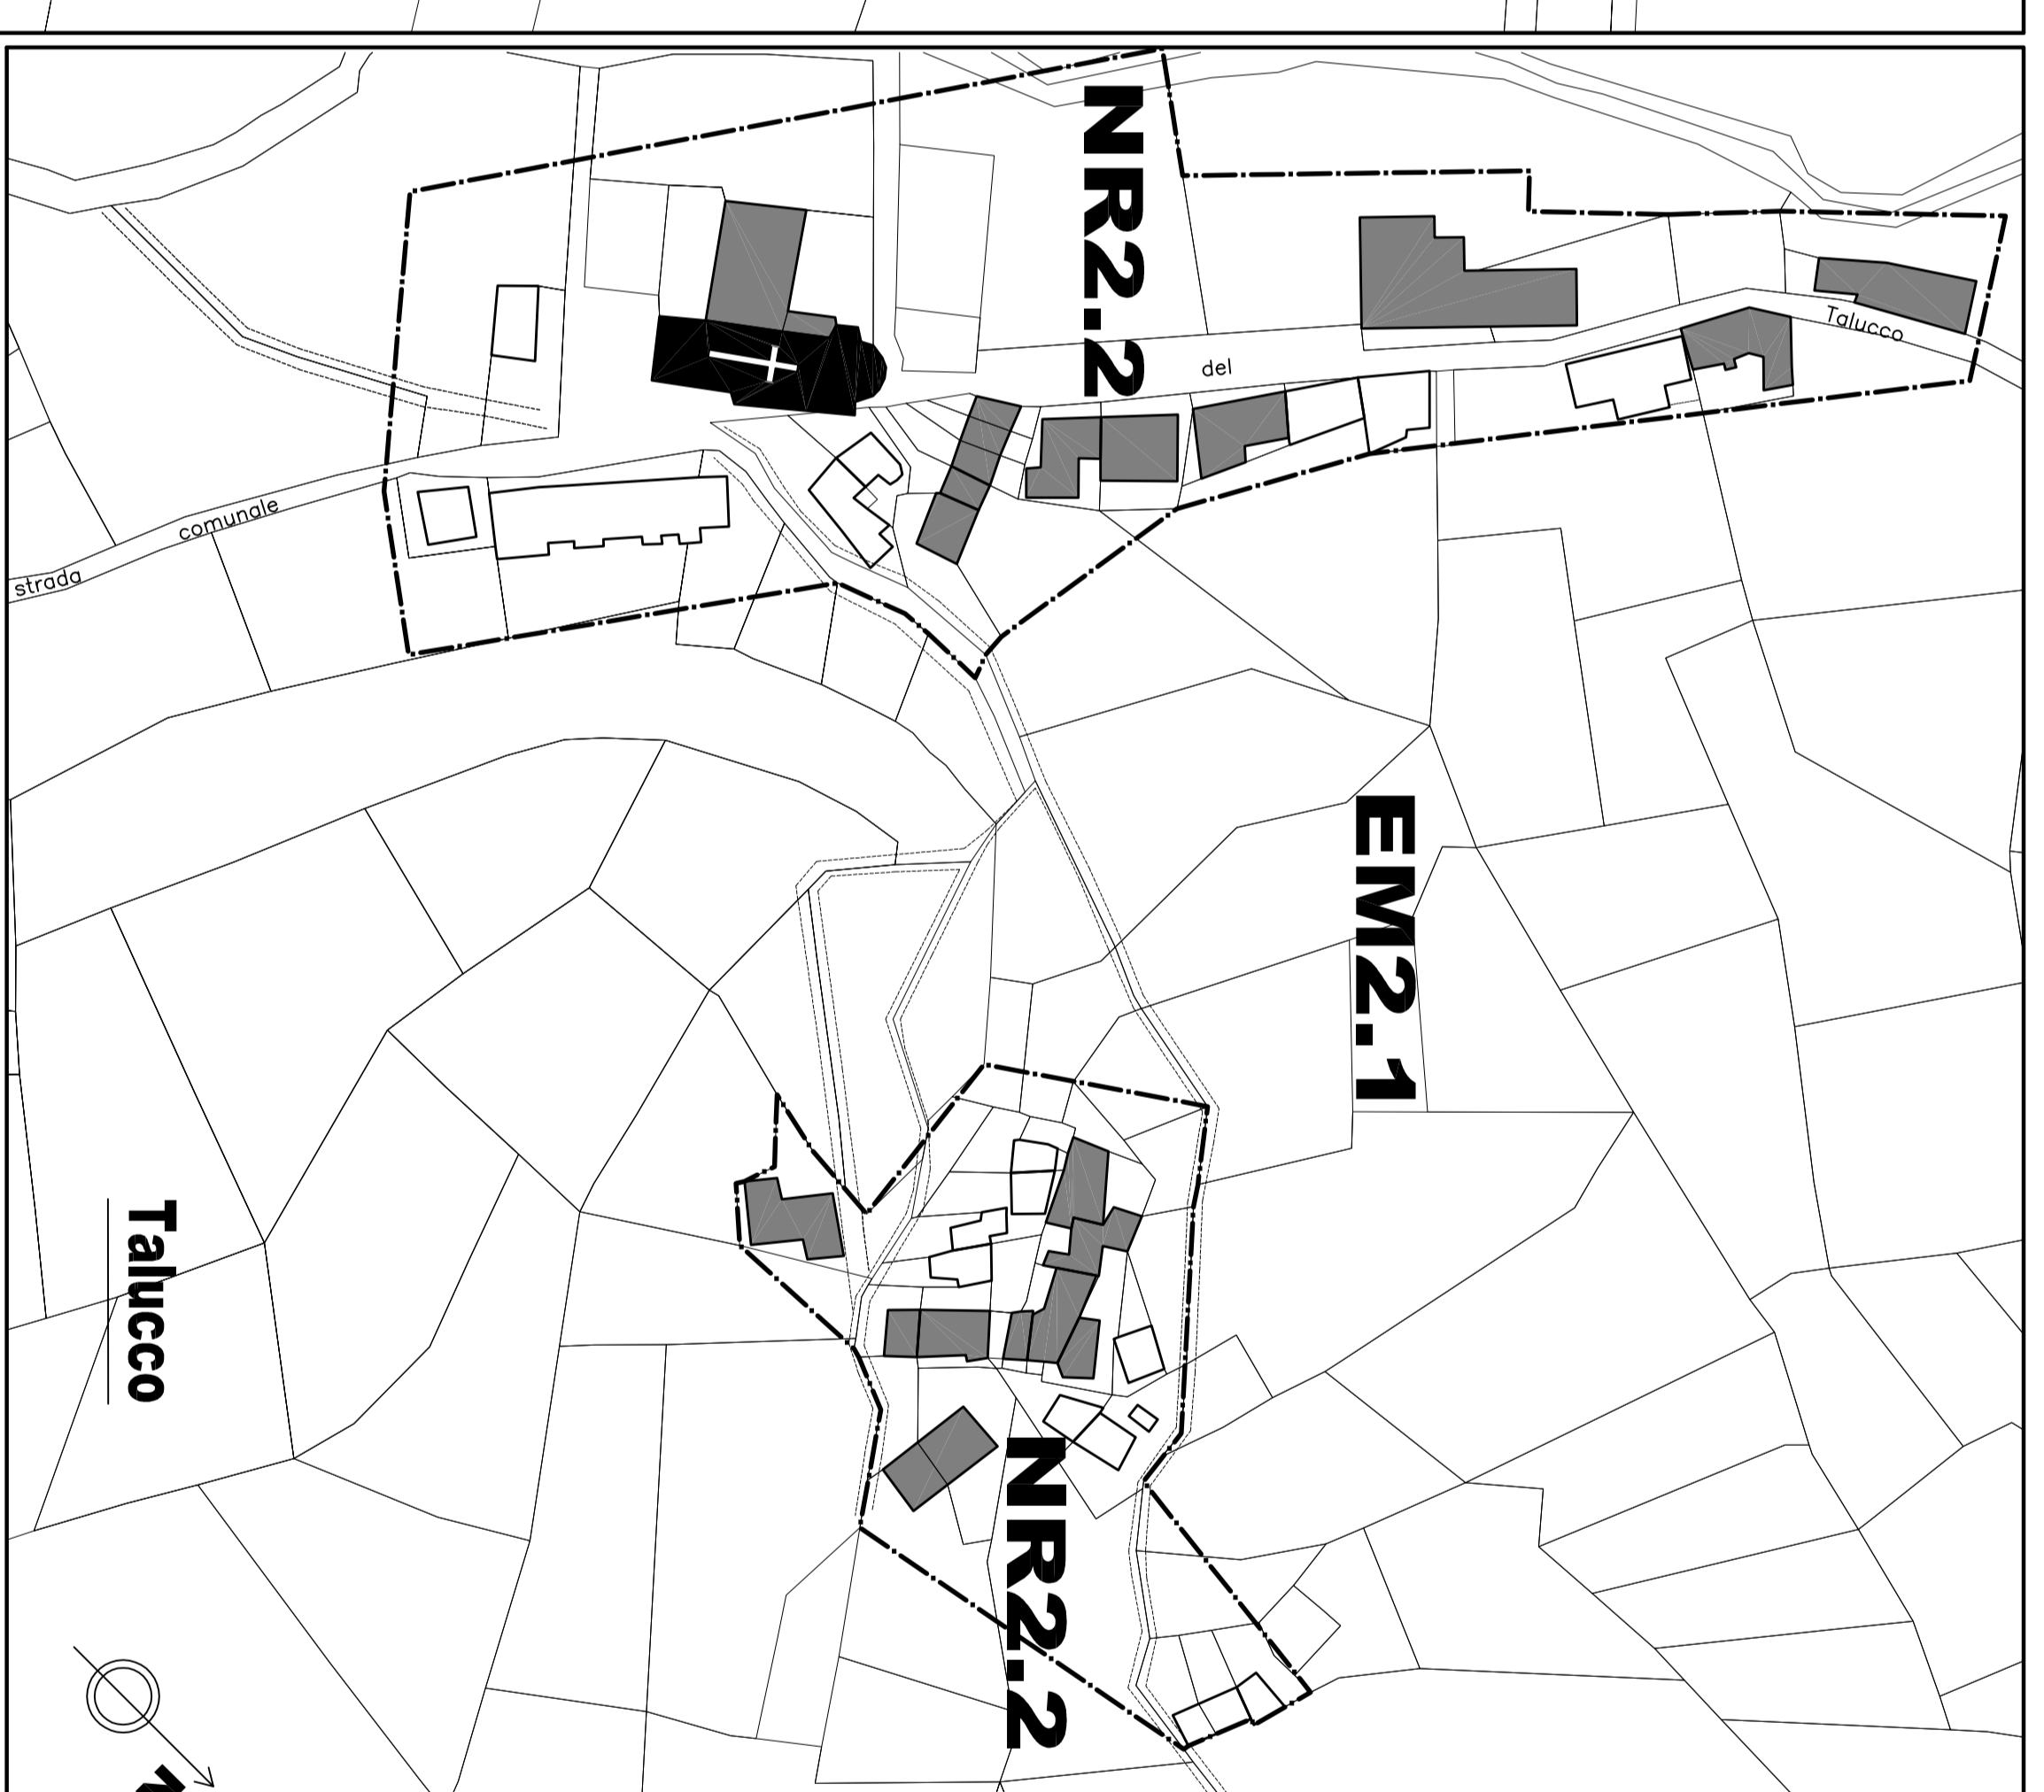 NR2.2
Talucco
del
comunale
strada
EM2.1
Talucco
NR2.2